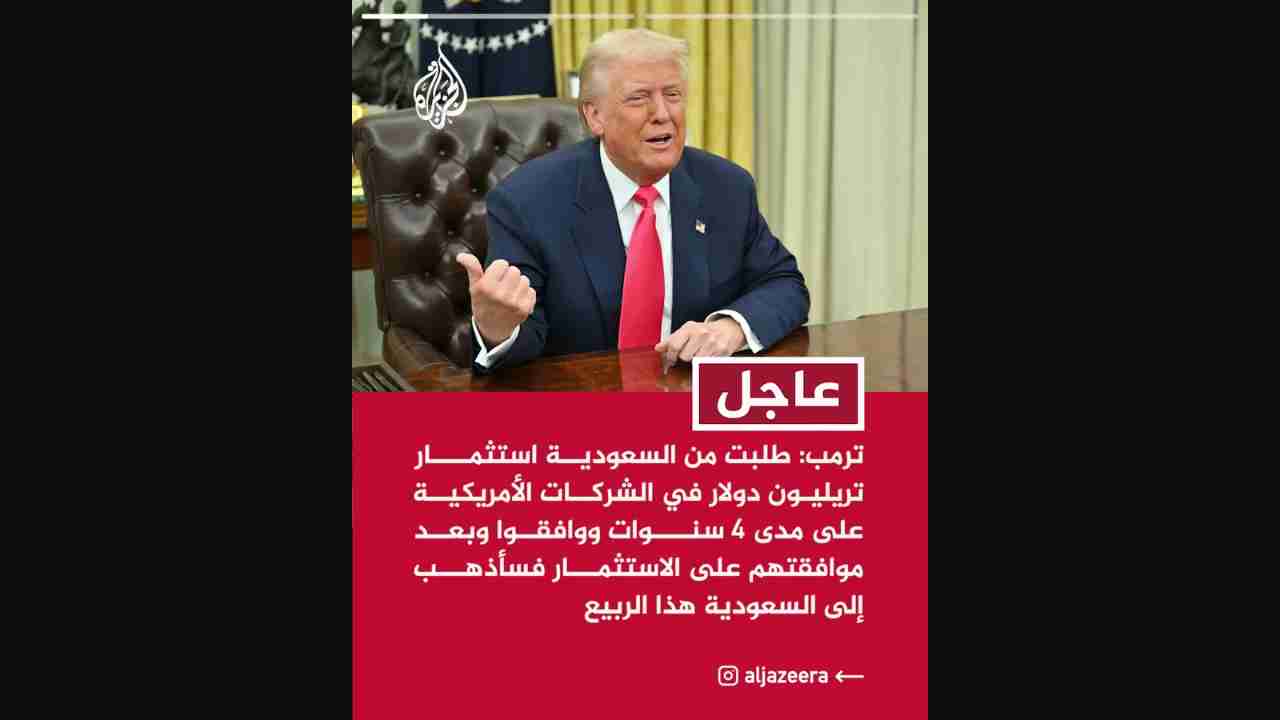 الجزيرة
عاجل
ترمب: طلبت من السعودية استثمار
تريليون دولار في الشركات الأمريكية
على مدى 4 سنوات ووافقوا وبعد
موافقتهم على الاستثمار فسأذهب
إلى السعودية هذا الربيع
aljazeera